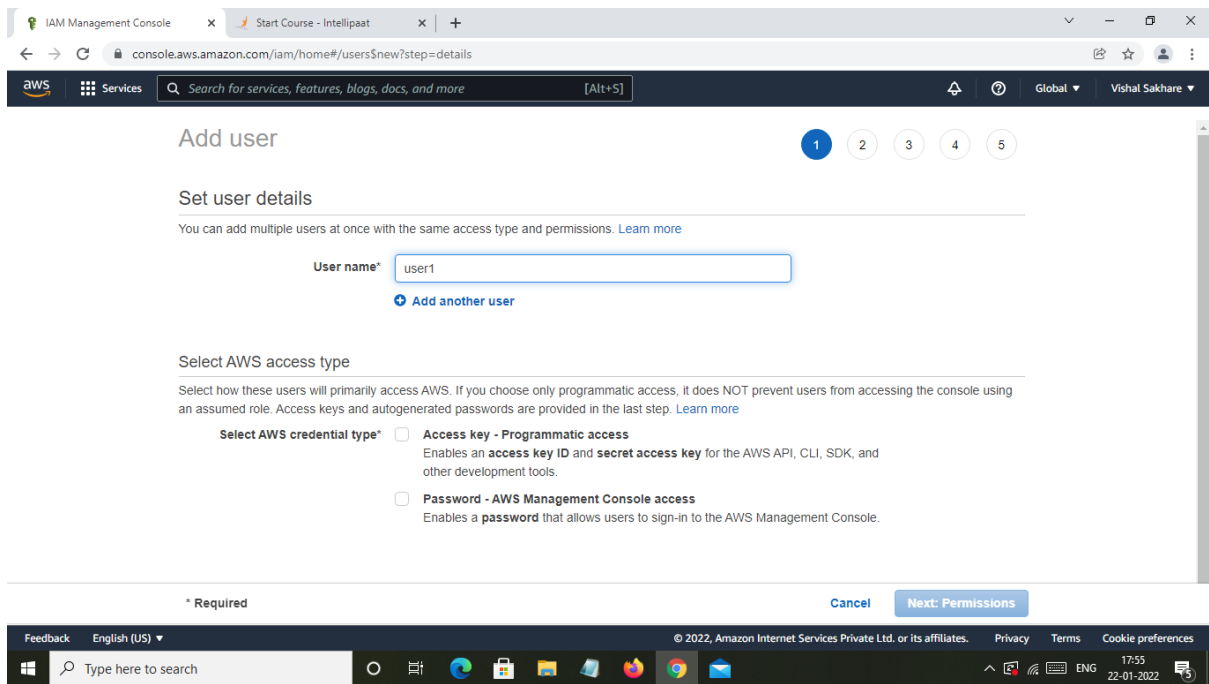 IAM Management Console
Start Course - Intellipaat
console.aws.amazon.com/iam/home#/users$new?step=details
aws Services Search for services, features, blogs, docs, and more [Alt+S] Global ▼ Vishal Sakhare ▼
Add user
1 2 3 4 5
Set user details
You can add multiple users at once with the same access type and permissions. Learn more
User name* user1
Add another user
Select AWS access type
Select how these users will primarily access AWS. If you choose only programmatic access, it does NOT prevent users from accessing the console using
an assumed role. Access keys and autogenerated passwords are provided in the last step. Learn more
Select AWS credential type* Access key - Programmatic access
Enables an access key ID and secret access key for the AWS API, CLI, SDK, and
other development tools.
Password - AWS Management Console access
Enables a password that allows users to sign-in to the AWS Management Console.
* Required Cancel Next: Permissions
Feedback English (US) ▼ © 2022, Amazon Internet Services Private Ltd. or its affiliates. Privacy Terms Cookie preferences
Type here to search ENG 17:55
22-01-2022 5